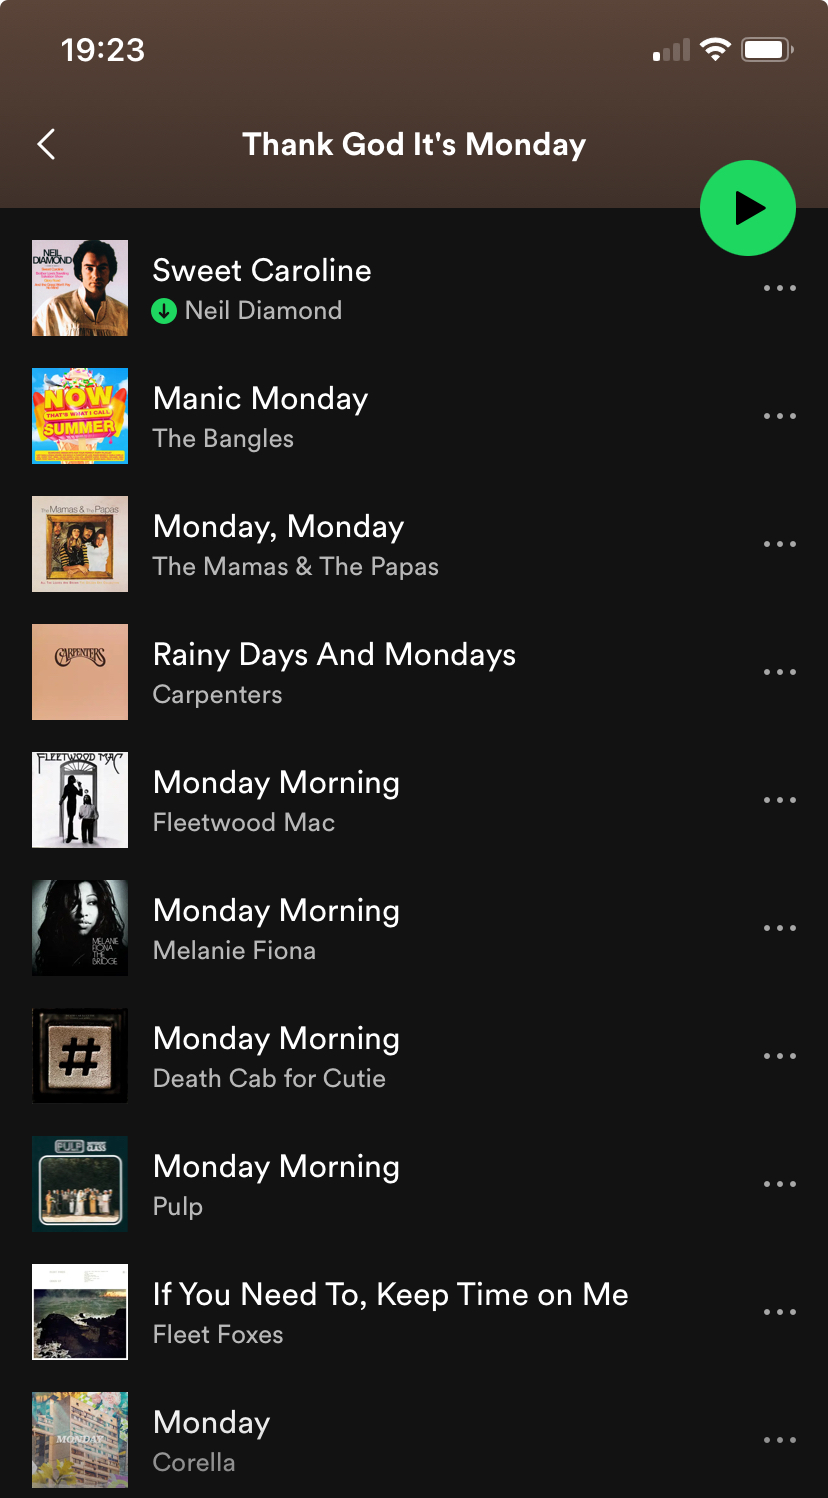 19:23
Thank God It's Monday
NEIL
DIAMOND
Sweet Caroline
Neil Diamond
NOW
THAT'S WHAT I CALL
SUMMER
Manic Monday
The Bangles
The Mamas & The Papas
Monday, Monday
The Mamas & The Papas
CARPENTERS
Rainy Days And Mondays
Carpenters
FLEETWOOD MAC
Monday Morning
Fleetwood Mac
MELANIE
FIONA
THE
BRIDGE
Monday Morning
Melanie Fiona
#
Monday Morning
Death Cab for Cutie
PULP
CLASS
Monday Morning
Pulp
If You Need To, Keep Time on Me
Fleet Foxes
MONDAY
Monday
Corella